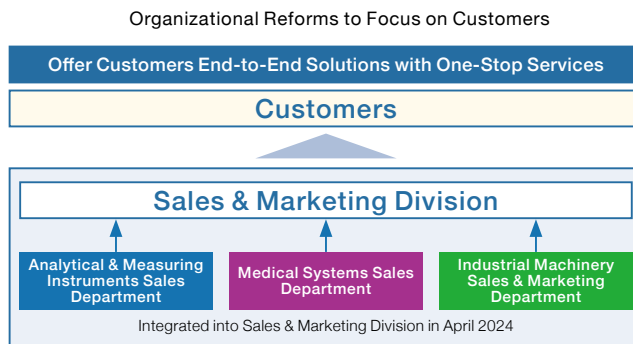 Organizational Reforms to Focus on Customers
Offer Customers End-to-End Solutions with One-Stop Services
Customers
Sales & Marketing Division
Analytical & Measuring
Instruments Sales
Department
Medical Systems Sales
Department
Industrial Machinery
Sales & Marketing
Department
Integrated into Sales & Marketing Division in April 2024